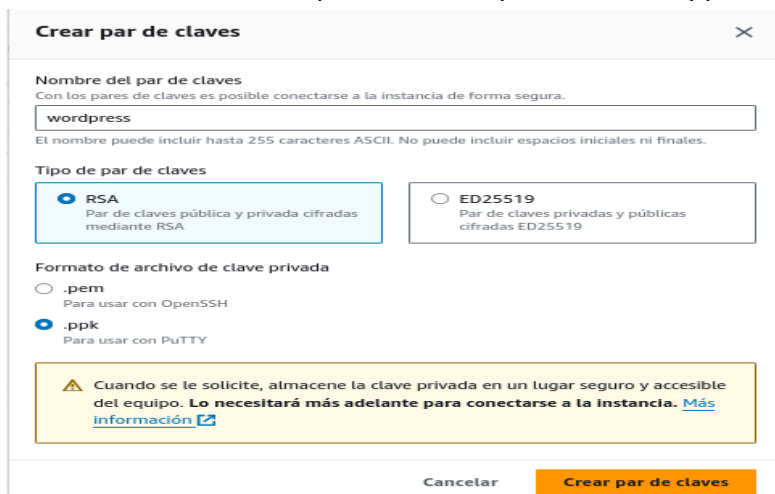 Crear par de claves
Nombre del par de claves
Con los pares de claves es posible conectarse a la instancia de forma segura.
wordpress
El nombre puede incluir hasta 255 caracteres ASCII. No puede incluir espacios iniciales ni finales.
Tipo de par de claves
RSA
Par de claves pública y privada cifradas
mediante RSA
ED25519
Par de claves privadas y públicas
cifradas ED25519
Formato de archivo de clave privada
.pem
Para usar con OpenSSH
.ppk
Para usar con PuTTY
Cuando se le solicite, almacene la clave privada en un lugar seguro y accesible
del equipo. Lo necesitará más adelante para conectarse a la instancia. Más
información
Cancelar
Crear par de claves